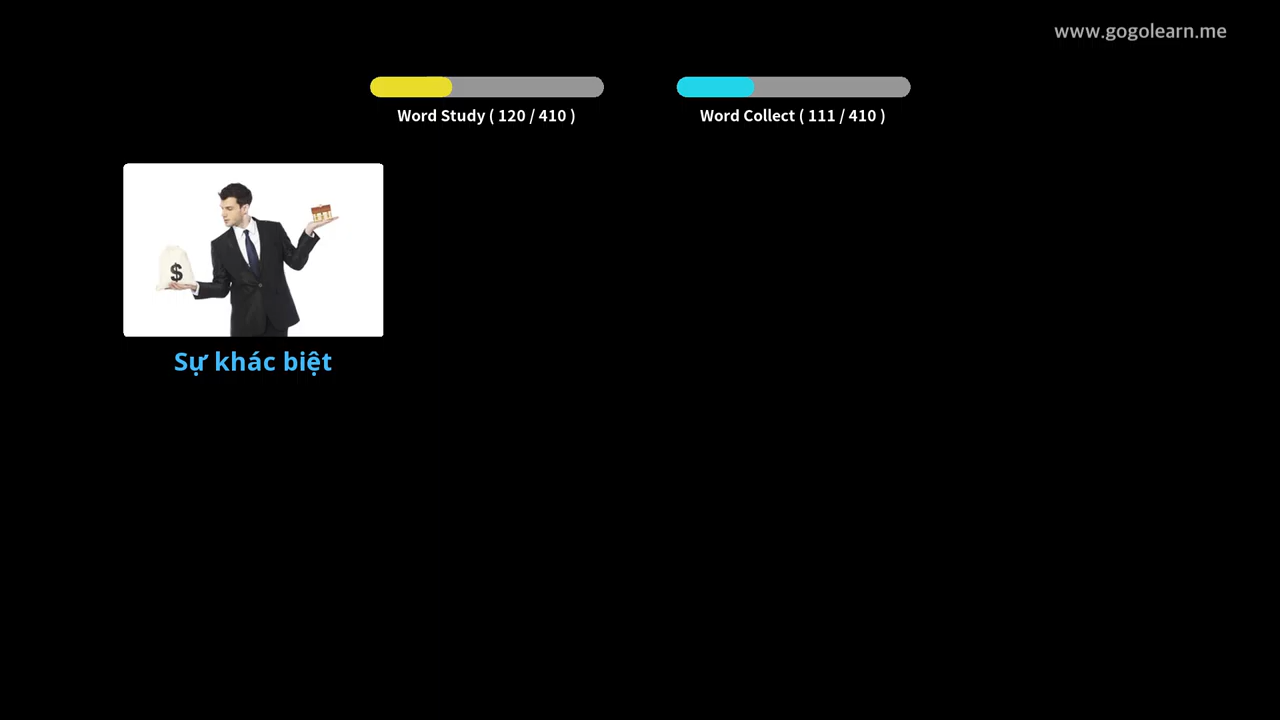 www.gogolearn.me
Word Study ( 120 / 410 )
Word Collect ( 111 / 410 )
$
Sự khác biệt